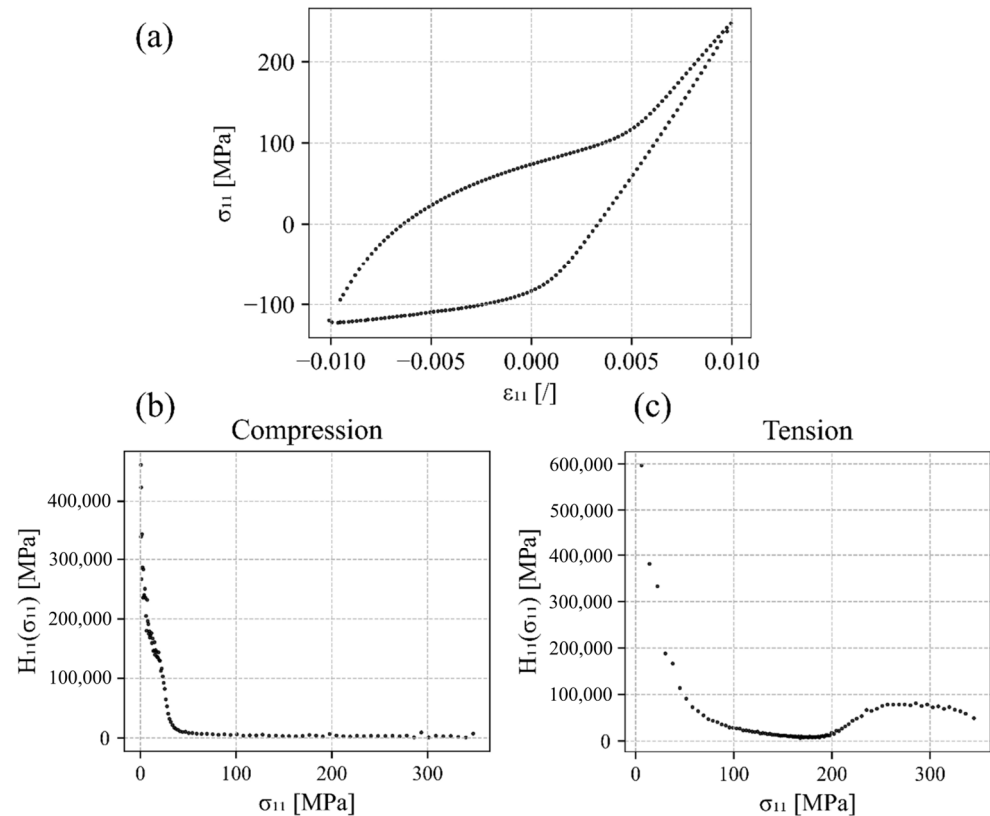 (a)
200
100
0
−100
σ₁₁ [MPa]
−0.010 −0.005 0.000 0.005 0.010
ε₁₁ [/]
(b)
Compression
400,000
300,000
200,000
100,000
0
H₁₁(σ₁₁) [MPa]
0 100 200 300
σ₁₁ [MPa]
(c)
Tension
600,000
500,000
400,000
300,000
200,000
100,000
0
H₁₁(σ₁₁) [MPa]
0 100 200 300
σ₁₁ [MPa]